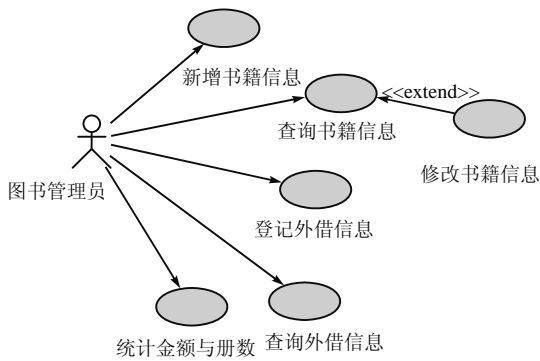 新增书籍信息
<<extend>>
查询书籍信息
修改书籍信息
图书管理员
登记外借信息
统计金额与册数
查询外借信息